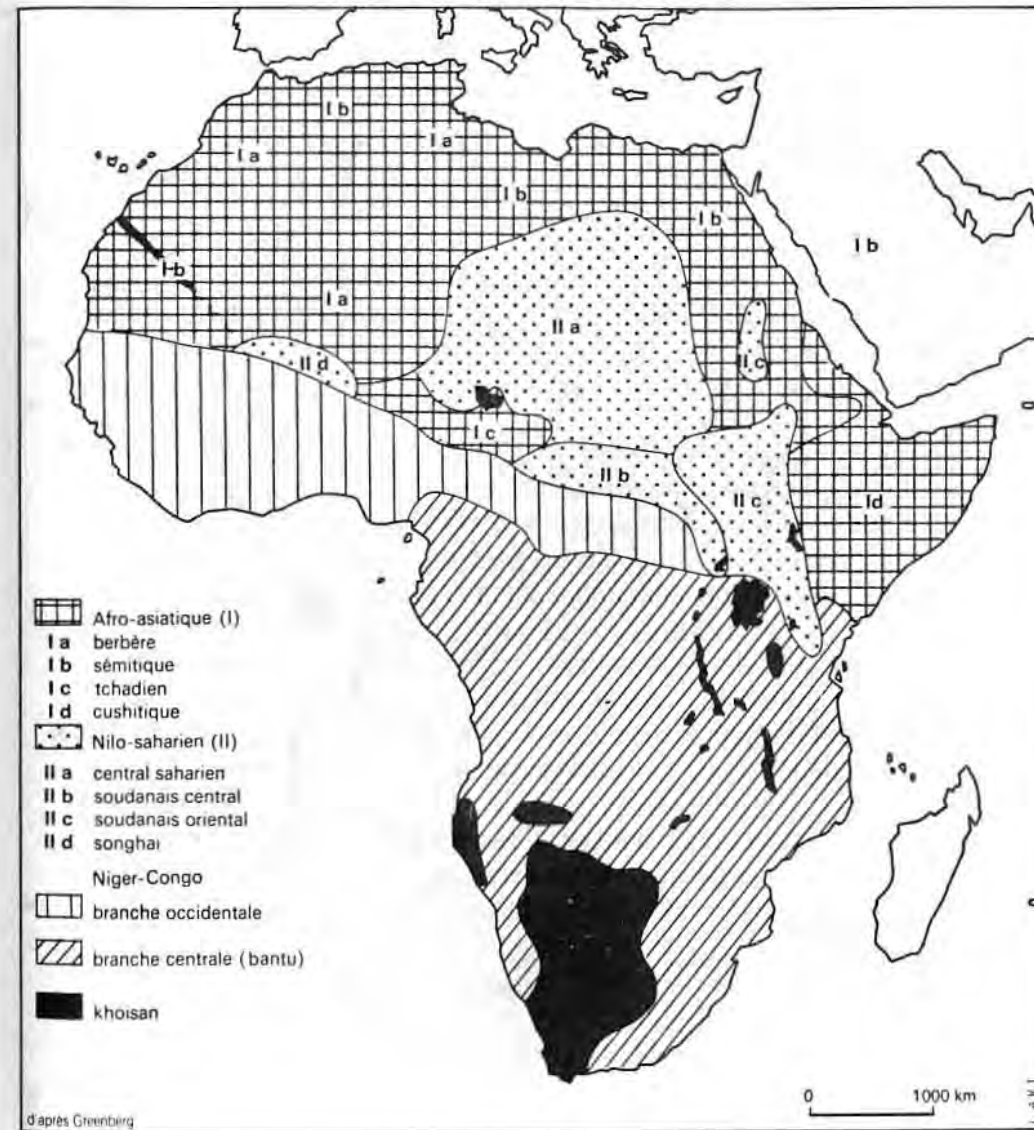 I b
I a
I a
I b
I b
I b
I b
I a
II a
II d
II c
I c
II b
II c
Id
Afro-asiatique (I)
I a berbère
I b sémitique
I c tchadien
I d cushitique
Nilo-saharien (II)
II a central saharien
II b soudanais central
II c soudanais oriental
II d songhai
Niger-Congo
branche occidentale
branche centrale (bantu)
khoisan
0 1000 km
d'après Greenberg